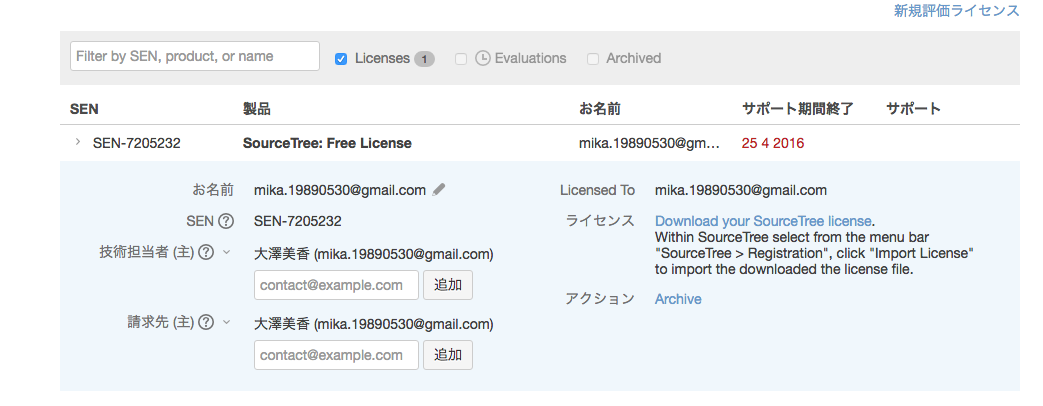 新規評価ライセンス
Filter by SEN, product, or name
Licenses 1
Evaluations
Archived
SEN 製品 お名前 サポート期間終了 サポート
SEN-7205232 SourceTree: Free License mika.19890530@gm… 25 4 2016
お名前 mika.19890530@gmail.com
SEN ? SEN-7205232
技術担当者 (主) ? 大澤美香 (mika.19890530@gmail.com)
contact@example.com 追加
請求先 (主) ? 大澤美香 (mika.19890530@gmail.com)
contact@example.com 追加
Licensed To mika.19890530@gmail.com
ライセンス Download your SourceTree license.
Within SourceTree select from the menu bar
"SourceTree > Registration", click "Import License"
to import the downloaded the license file.
アクション Archive